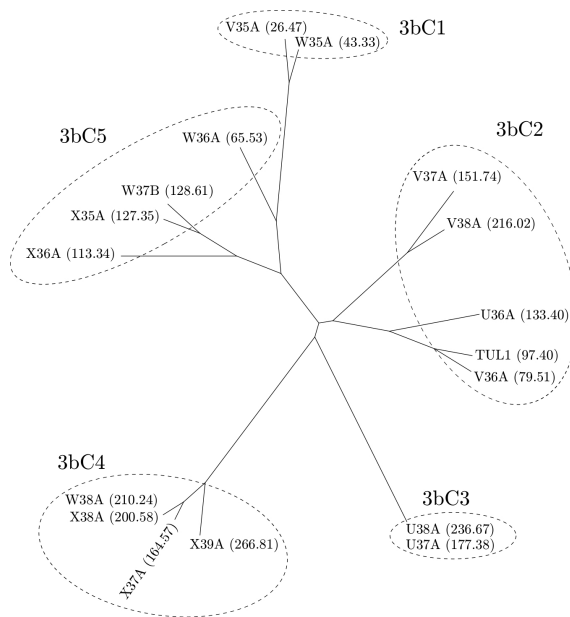 V35A (26.47)
W35A (43.33)
3bC1
3bC5
W36A (65.53)
W37B (128.61)
X35A (127.35)
X36A (113.34)
3bC2
V37A (151.74)
V38A (216.02)
U36A (133.40)
TUL1 (97.40)
V36A (79.51)
3bC4
W38A (210.24)
X38A (200.58)
X37A (164.57)
X39A (266.81)
3bC3
U38A (236.67)
U37A (177.38)